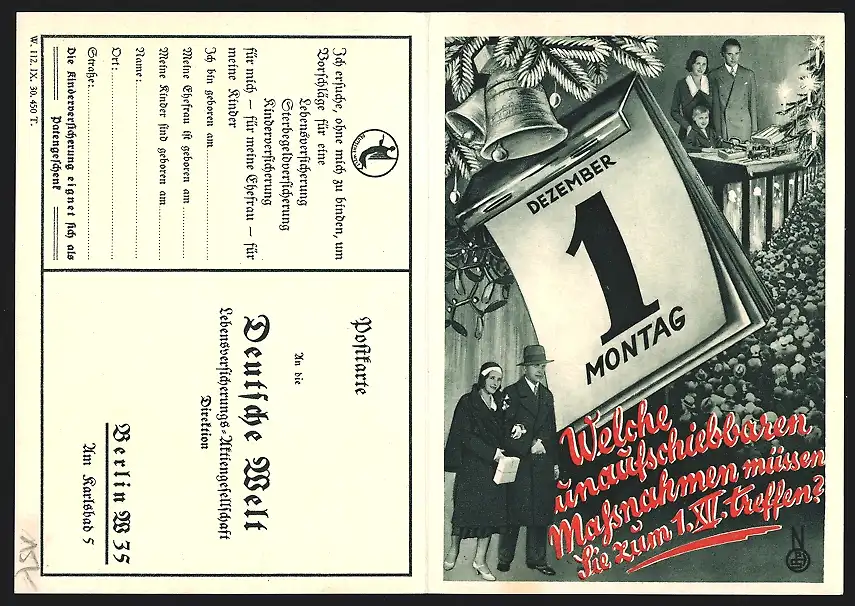 Ich ersuche, ohne mich zu binden, um
Vorschläge für eine
Lebensversicherung
Sterbegeldversicherung
Kinderversicherung
für mich — für meine Ehefrau — für
meine Kinder
Ich bin geboren am
Meine Ehefrau ist geboren am
Meine Kinder sind geboren am
Name:
Ort:
Straße:
Die Kinderversicherung eignet sich als
Patengeschenk
W. 112. IX. 30. 450 T.
Postkarte
An die
Deutsche Welt
Lebensversicherungs-Aktiengesellschaft
Direktion
Berlin W 35
Am Karlsbad 5
DEZEMBER
1
MONTAG
Welche
unaufschiebbaren
Maßnahmen müssen
Sie zum 1. XII. treffen?